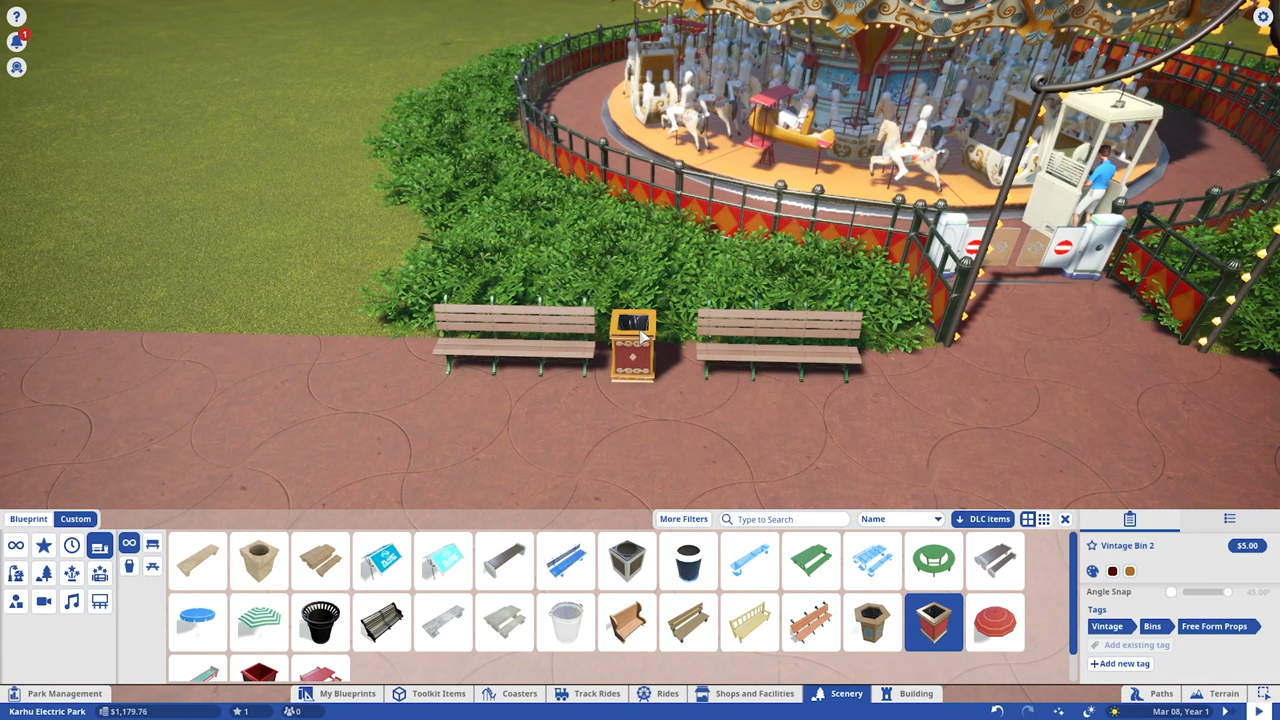 ?
1
Blueprint
Custom
More Filters
Type to Search
Name
DLC items
Vintage Bin 2
$5.00
Angle Snap
45.00°
Tags
Vintage
Bins
Free Form Props
Add existing tag
+Add new tag
Park Management
My Blueprints
Toolkit Items
Coasters
Track Rides
Rides
Shops and Facilities
Scenery
Building
Paths
Terrain
Karhu Electric Park
$1,179.76
1
0
Mar 08, Year 1